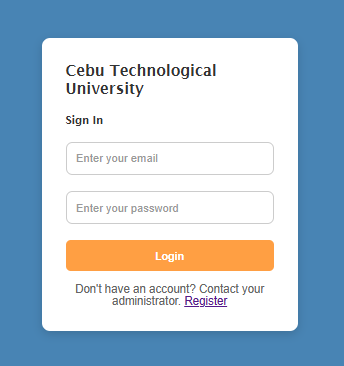 Cebu Technological
University
Sign In
Enter your email
Enter your password
Login
Don't have an account? Contact your
administrator. Register